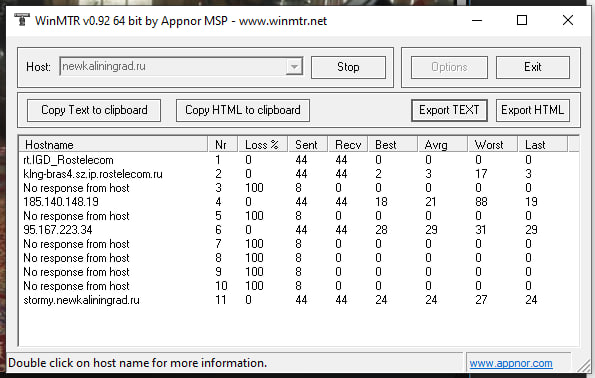 WinMTR v0.92 64 bit by Appnor MSP - www.winmtr.net
Host: newkaliningrad.ru Stop Options Exit
Copy Text to clipboard Copy HTML to clipboard Export TEXT Export HTML
Hostname Nr Loss % Sent Recv Best Avrg Worst Last
rt.IGD_Rostelecom 1 0 44 44 0 0 0 0
klng-bras4.sz.ip.rostelecom.ru 2 0 44 44 2 3 17 3
No response from host 3 100 8 0 0 0 0 0
185.140.148.19 4 0 44 44 18 21 88 19
No response from host 5 100 8 0 0 0 0 0
95.167.223.34 6 0 44 44 28 29 31 29
No response from host 7 100 8 0 0 0 0 0
No response from host 8 100 8 0 0 0 0 0
No response from host 9 100 8 0 0 0 0 0
No response from host 10 100 8 0 0 0 0 0
stormy.newkaliningrad.ru 11 0 44 44 24 24 27 24
Double click on host name for more information. www.appnor.com